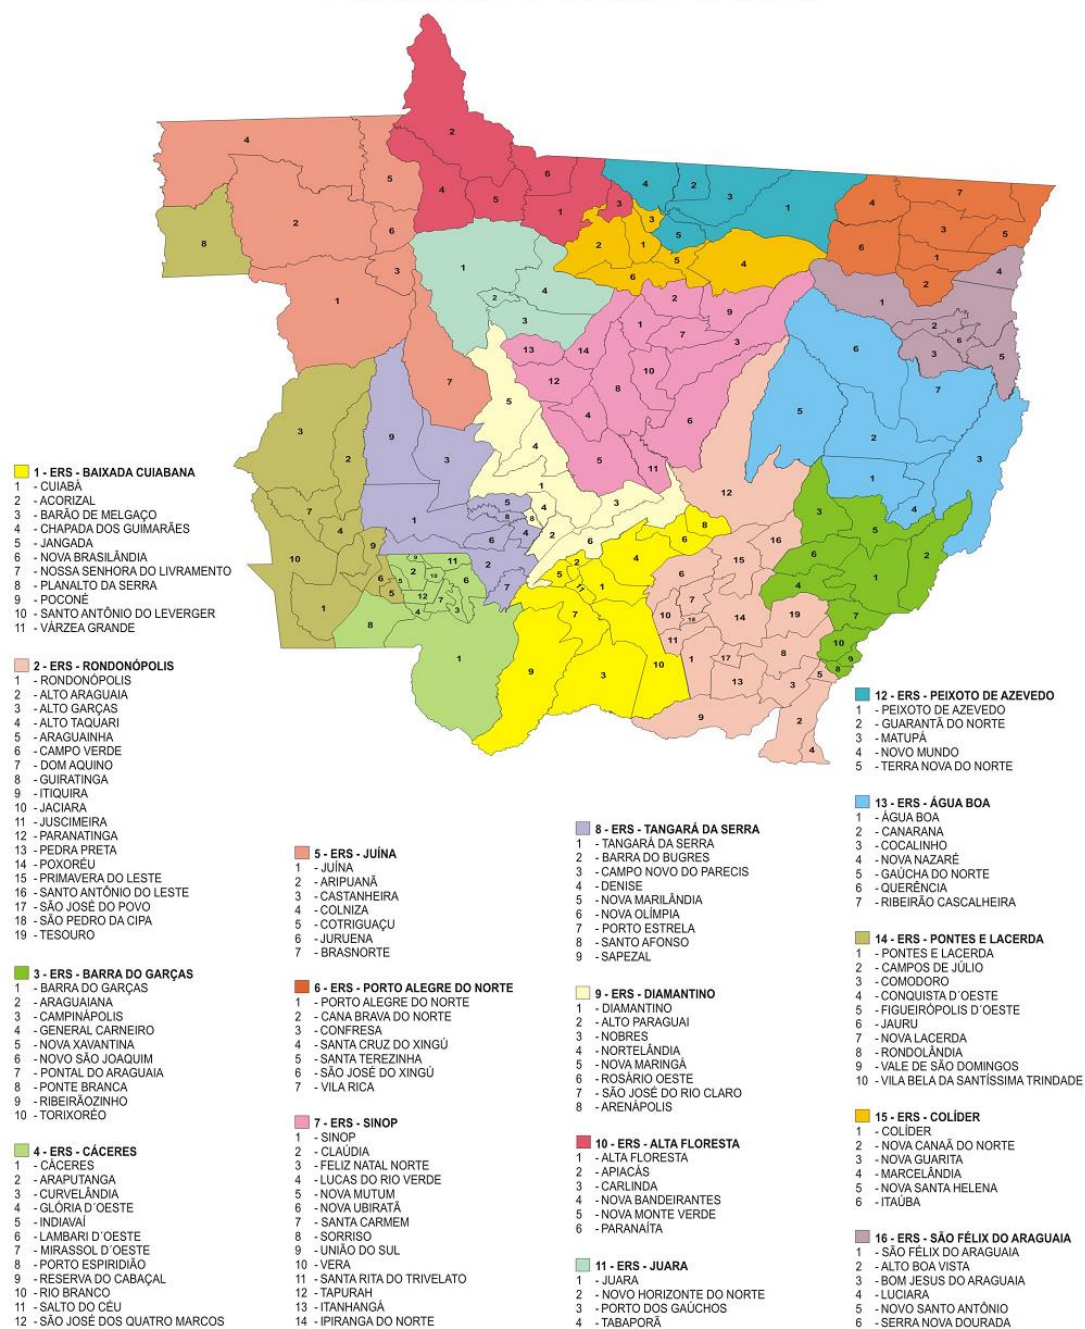 1 - ERS - BAIXADA CUIABANA
1 - CUIABÁ
2 - ACORIZAL
3 - BARÃO DE MELGAÇO
4 - CHAPADA DOS GUIMARÃES
5 - JANGADA
6 - NOVA BRASILÂNDIA
7 - NOSSA SENHORA DO LIVRAMENTO
8 - PLANALTO DA SERRA
9 - POCONÉ
10 - SANTO ANTÔNIO DO LEVERGER
11 - VÁRZEA GRANDE
2 - ERS - RONDONÓPOLIS
1 - RONDONÓPOLIS
2 - ALTO ARAGUAIA
3 - ALTO GARÇAS
4 - ALTO TAQUARI
5 - ARAGUAINHA
6 - CAMPO VERDE
7 - DOM AQUINO
8 - GUIRATINGA
9 - ITIQUIRA
10 - JACIARA
11 - JUSCIMEIRA
12 - PARANATINGA
13 - PEDRA PRETA
14 - POXORÉU
15 - PRIMAVERA DO LESTE
16 - SANTO ANTÔNIO DO LESTE
17 - SÃO JOSÉ DO POVO
18 - SÃO PEDRO DA CIPA
19 - TESOURO
3 - ERS - BARRA DO GARÇAS
1 - BARRA DO GARÇAS
2 - ARAGUAIANA
3 - CAMPINÁPOLIS
4 - GENERAL CARNEIRO
5 - NOVA XAVANTINA
6 - NOVO SÃO JOAQUIM
7 - PONTAL DO ARAGUAIA
8 - PONTE BRANCA
9 - RIBEIRÃOZINHO
10 - TORIXORÉO
4 - ERS - CÁCERES
1 - CÁCERES
2 - ARAPUTANGA
3 - CURVELÂNDIA
4 - GLÓRIA D´OESTE
5 - INDIAVAÍ
6 - LAMBARI D´OESTE
7 - MIRASSOL D´OESTE
8 - PORTO ESPIRIDIÃO
9 - RESERVA DO CABAÇAL
10 - RIO BRANCO
11 - SALTO DO CÉU
12 - SÃO JOSÉ DOS QUATRO MARCOS
5 - ERS - JUÍNA
1 - JUÍNA
2 - ARIPUANÃ
3 - CASTANHEIRA
4 - COLNIZA
5 - COTRIGUAÇU
6 - JURUENA
7 - BRASNORTE
6 - ERS - PORTO ALEGRE DO NORTE
1 - PORTO ALEGRE DO NORTE
2 - CANA BRAVA DO NORTE
3 - CONFRESA
4 - SANTA CRUZ DO XINGÚ
5 - SANTA TEREZINHA
6 - SÃO JOSÉ DO XINGÚ
7 - VILA RICA
7 - ERS - SINOP
1 - SINOP
2 - CLAÚDIA
3 - FELIZ NATAL NORTE
4 - LUCAS DO RIO VERDE
5 - NOVA MUTUM
6 - NOVA UBIRATÃ
7 - SANTA CARMEM
8 - SORRISO
9 - UNIÃO DO SUL
10 - VERA
11 - SANTA RITA DO TRIVELATO
12 - TAPURAH
13 - ITANHANGÁ
14 - IPIRANGA DO NORTE
8 - ERS - TANGARÁ DA SERRA
1 - TANGARÁ DA SERRA
2 - BARRA DO BUGRES
3 - CAMPO NOVO DO PARECIS
4 - DENISE
5 - NOVA MARILÂNDIA
6 - NOVA OLÍMPIA
7 - PORTO ESTRELA
8 - SANTO AFONSO
9 - SAPEZAL
9 - ERS - DIAMANTINO
1 - DIAMANTINO
2 - ALTO PARAGUAI
3 - NOBRES
4 - NORTELÂNDIA
5 - NOVA MARINGÁ
6 - ROSÁRIO OESTE
7 - SÃO JOSÉ DO RIO CLARO
8 - ARENÁPOLIS
10 - ERS - ALTA FLORESTA
1 - ALTA FLORESTA
2 - APIACÁS
3 - CARLINDA
4 - NOVA BANDEIRANTES
5 - NOVA MONTE VERDE
6 - PARANAÍTA
11 - ERS - JUARA
1 - JUARA
2 - NOVO HORIZONTE DO NORTE
3 - PORTO DOS GAÚCHOS
4 - TABAPORÃ
12 - ERS - PEIXOTO DE AZEVEDO
1 - PEIXOTO DE AZEVEDO
2 - GUARANTÃ DO NORTE
3 - MATUPÁ
4 - NOVO MUNDO
5 - TERRA NOVA DO NORTE
13 - ERS - ÁGUA BOA
1 - ÁGUA BOA
2 - CANARANA
3 - COCALINHO
4 - NOVA NAZARÉ
5 - GAÚCHA DO NORTE
6 - QUERÊNCIA
7 - RIBEIRÃO CASCALHEIRA
14 - ERS - PONTES E LACERDA
1 - PONTES E LACERDA
2 - CAMPOS DE JÚLIO
3 - COMODORO
4 - CONQUISTA D´OESTE
5 - FIGUEIRÓPOLIS D´OESTE
6 - JAURU
7 - NOVA LACERDA
8 - RONDOLÂNDIA
9 - VALE DE SÃO DOMINGOS
10 - VILA BELA DA SANTÍSSIMA TRINDADE
15 - ERS - COLÍDER
1 - COLÍDER
2 - NOVA CANAÃ DO NORTE
3 - NOVA GUARITA
4 - MARCELÂNDIA
5 - NOVA SANTA HELENA
6 - ITAÚBA
16 - ERS - SÃO FÉLIX DO ARAGUAIA
1 - SÃO FÉLIX DO ARAGUAIA
2 - ALTO BOA VISTA
3 - BOM JESUS DO ARAGUAIA
4 - LUCIARA
5 - NOVO SANTO ANTÔNIO
6 - SERRA NOVA DOURADA